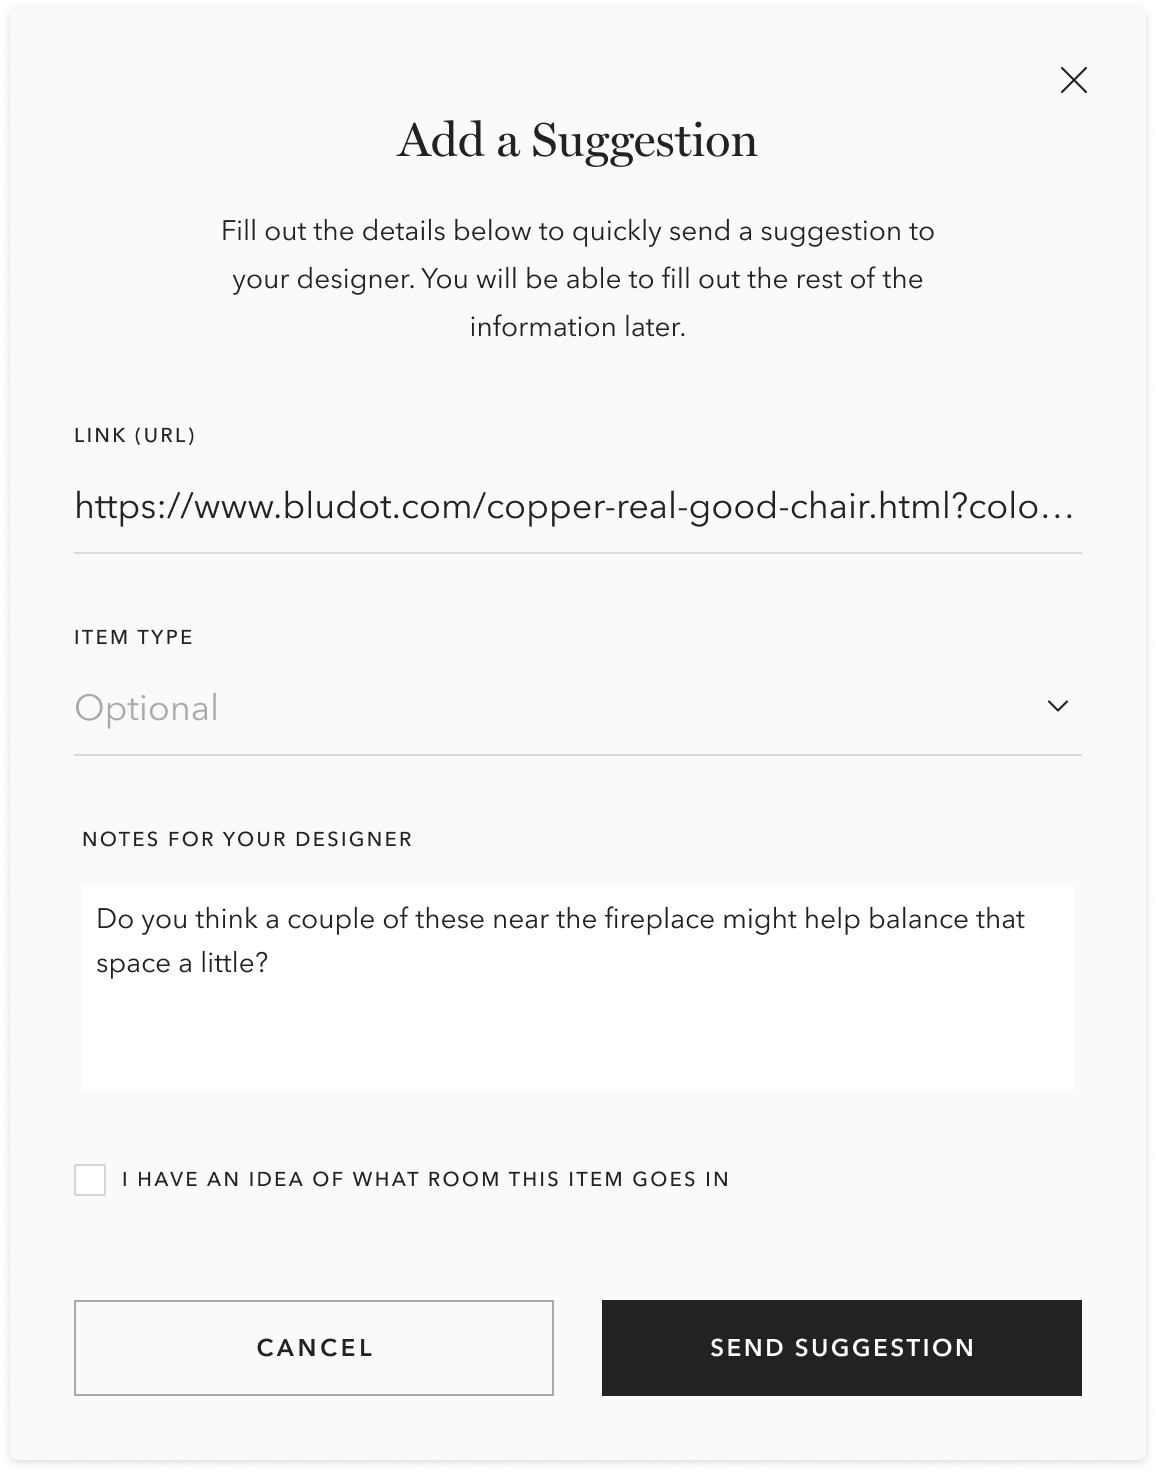 Add a Suggestion
Fill out the details below to quickly send a suggestion to
your designer. You will be able to fill out the rest of the
information later.
LINK (URL)
https://www.bludot.com/copper-real-good-chair.html?colo...
ITEM TYPE
Optional
NOTES FOR YOUR DESIGNER
Do you think a couple of these near the fireplace might help balance that
space a little?
I HAVE AN IDEA OF WHAT ROOM THIS ITEM GOES IN
CANCEL
SEND SUGGESTION